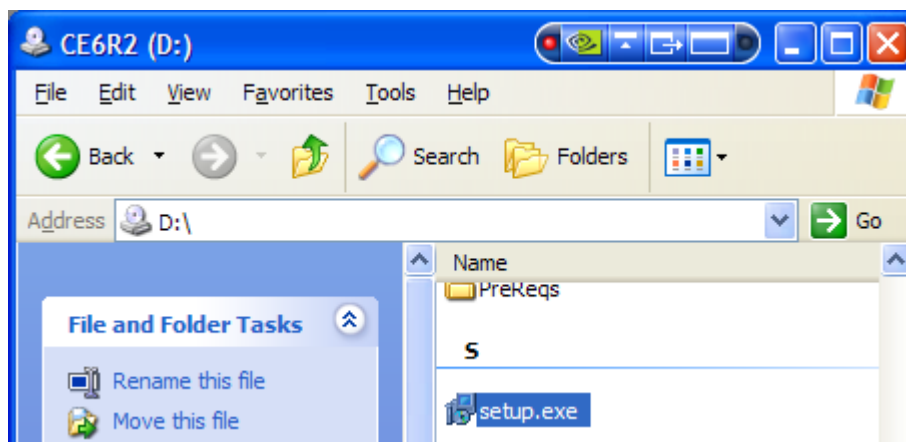 CE6R2 (D:)
File Edit View Favorites Tools Help
Back Search Folders
Address D:\ Go
Name
PreReqs
File and Folder Tasks
S
Rename this file
setup.exe
Move this file